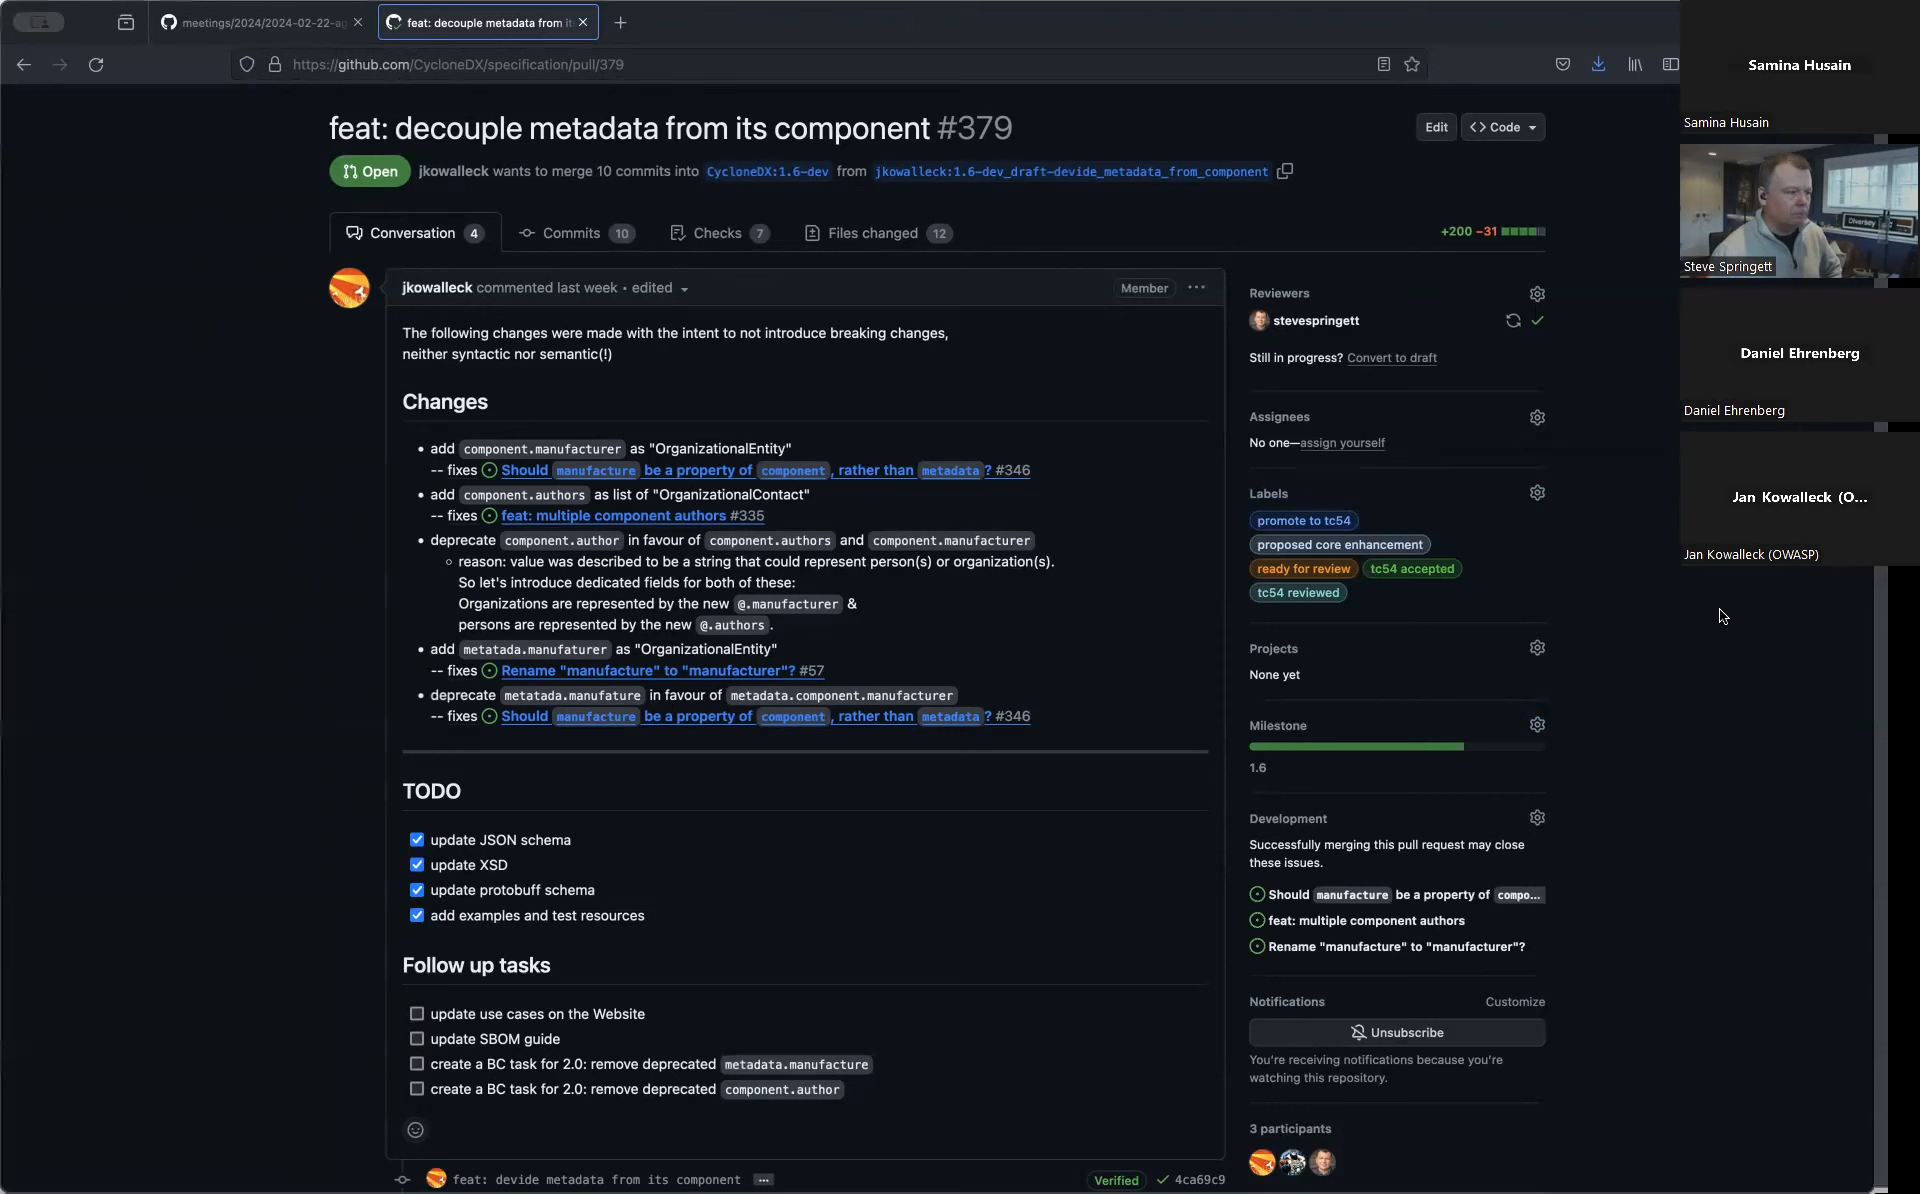 meetings/2024/2024-02-22-ag
feat: decouple metadata from it
https://github.com/CycloneDX/specification/pull/379
feat: decouple metadata from its component #379
Edit
<> Code
Open
jkowalleck wants to merge 10 commits into CycloneDX:1.6-dev from jkowalleck:1.6-dev_draft-devide_metadata_from_component
Conversation 4
Commits 10
Checks 7
Files changed 12
+200 −31
jkowalleck commented last week • edited
Member
The following changes were made with the intent to not introduce breaking changes,
neither syntactic nor semantic(!)
Changes
• add component.manufacturer as "OrganizationalEntity"
-- fixes Should manufacture be a property of component, rather than metadata? #346
• add component.authors as list of "OrganizationalContact"
-- fixes feat: multiple component authors #335
• deprecate component.author in favour of component.authors and component.manufacturer
◦ reason: value was described to be a string that could represent person(s) or organization(s).
So let's introduce dedicated fields for both of these:
Organizations are represented by the new @.manufacturer &
persons are represented by the new @.authors.
• add metatada.manufaturer as "OrganizationalEntity"
-- fixes Rename "manufacture" to "manufacturer"? #57
• deprecate metatada.manufature in favour of metadata.component.manufacturer
-- fixes Should manufacture be a property of component, rather than metadata? #346
TODO
update JSON schema
update XSD
update protobuff schema
add examples and test resources
Follow up tasks
update use cases on the Website
update SBOM guide
create a BC task for 2.0: remove deprecated metadata.manufacture
create a BC task for 2.0: remove deprecated component.author
feat: devide metadata from its component ...
Verified
4ca69c9
Reviewers
stevespringett
Still in progress? Convert to draft
Assignees
No one—assign yourself
Labels
promote to tc54
proposed core enhancement
ready for review
tc54 accepted
tc54 reviewed
Projects
None yet
Milestone
1.6
Development
Successfully merging this pull request may close
these issues.
Should manufacture be a property of compo...
feat: multiple component authors
Rename "manufacture" to "manufacturer"?
Notifications
Customize
Unsubscribe
You're receiving notifications because you're
watching this repository.
3 participants
Samina Husain
Samina Husain
Diversey
Steve Springett
Daniel Ehrenberg
Daniel Ehrenberg
Jan Kowalleck (O...
Jan Kowalleck (OWASP)